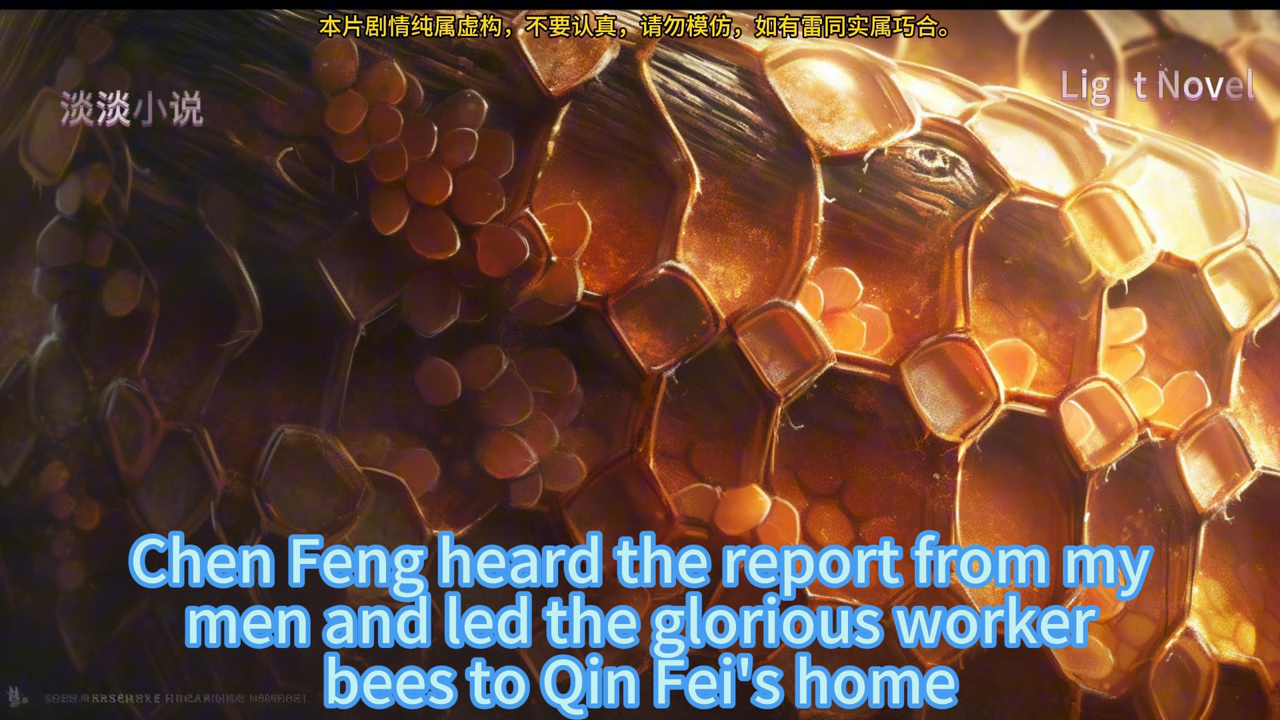 本片剧情纯属虚构，不要认真，请勿模仿，如有雷同实属巧合。
淡淡小说
Lig t Novel
Chen Feng heard the report from my
men and led the glorious worker
bees to Qin Fei's home